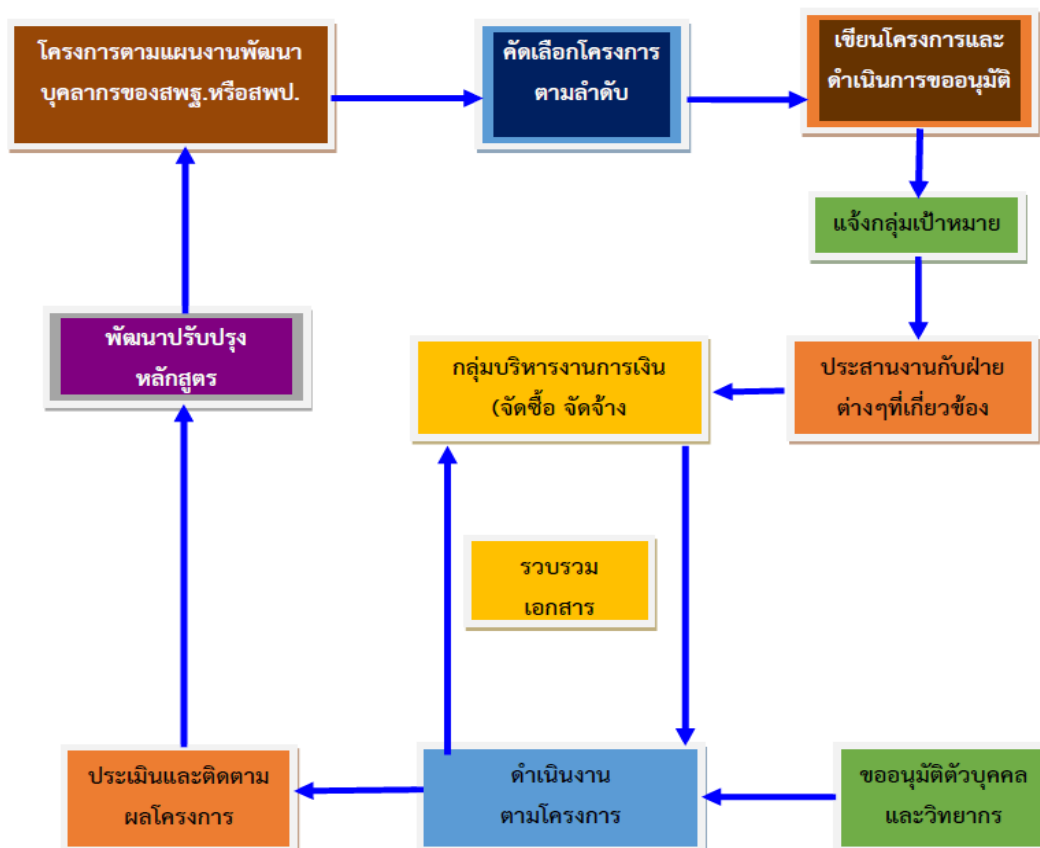 โครงการตามแผนงานพัฒนา
บุคลากรของสพฐ.หรือสพป.
คัดเลือกโครงการ
ตามลำดับ
เขียนโครงการและ
ดำเนินการขออนุมัติ
แจ้งกลุ่มเป้าหมาย
พัฒนาปรับปรุง
หลักสูตร
กลุ่มบริหารงานการเงิน
(จัดซื้อ จัดจ้าง
ประสานงานกับฝ่าย
ต่างๆที่เกี่ยวข้อง
รวบรวม
เอกสาร
ประเมินและติดตาม
ผลโครงการ
ดำเนินงาน
ตามโครงการ
ขออนุมัติตัวบุคคล
และวิทยากร